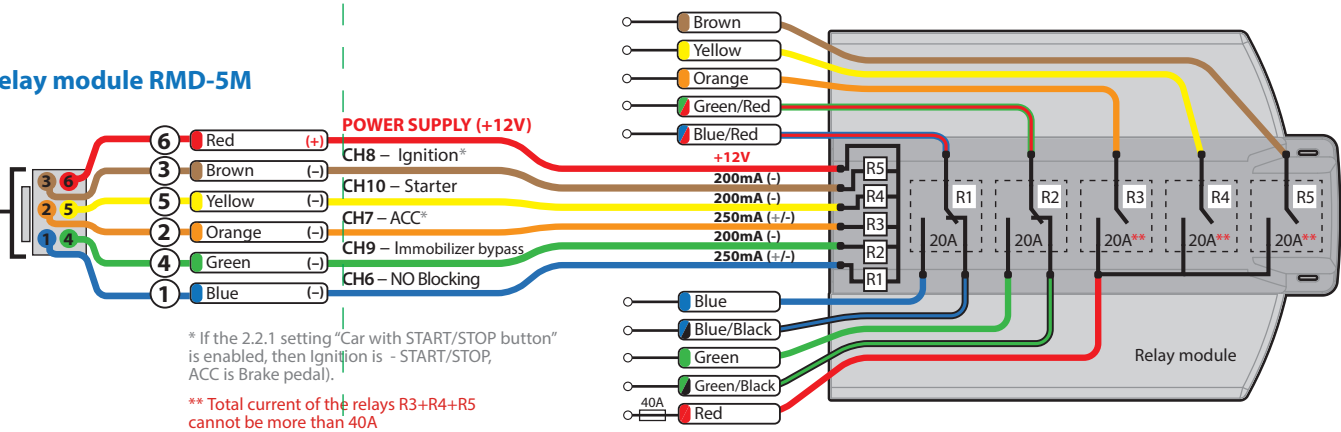 elay module RMD-5M
Brown
Yellow
Orange
Green/Red
Blue/Red
POWER SUPPLY (+12V)
6 Red (+)
CH8 – Ignition*
3 Brown (–)
CH10 – Starter
5 Yellow (–)
CH7 – ACC*
2 Orange (–)
CH9 – Immobilizer bypass
4 Green (–)
CH6 – NO Blocking
1 Blue (–)
3 6
2 5
1 4
+12V
200mA (-)
200mA (-)
250mA (+/-)
200mA (-)
250mA (+/-)
R5
R4
R3
R2
R1
R1 R2 R3 R4 R5
20A 20A 20A** 20A** 20A**
Blue
Blue/Black
Green
Green/Black
40A
Red
Relay module
* If the 2.2.1 setting “Car with START/STOP button”
is enabled, then Ignition is - START/STOP,
ACC is Brake pedal).
** Total current of the relays R3+R4+R5
cannot be more than 40A